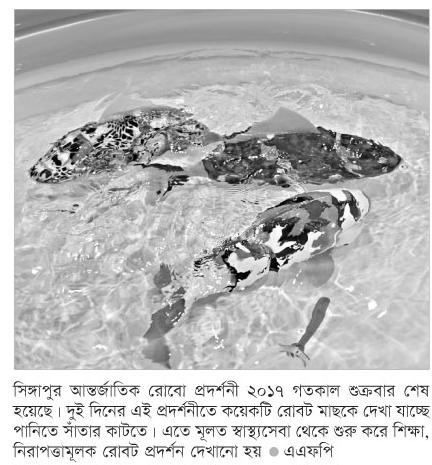 সিঙ্গাপুর আন্তর্জাতিক রোবো প্রদর্শনী ২০১৭ গতকাল শুক্রবার শেষ
হয়েছে। দুই দিনের এই প্রদর্শনীতে কয়েকটি রোবট মাছকে দেখা যাচ্ছে
পানিতে সাঁতার কাটতে। এতে মূলত স্বাস্থ্যসেবা থেকে শুরু করে শিক্ষা,
নিরাপত্তামূলক রোবট প্রদর্শন দেখানো হয় ● এএফপি